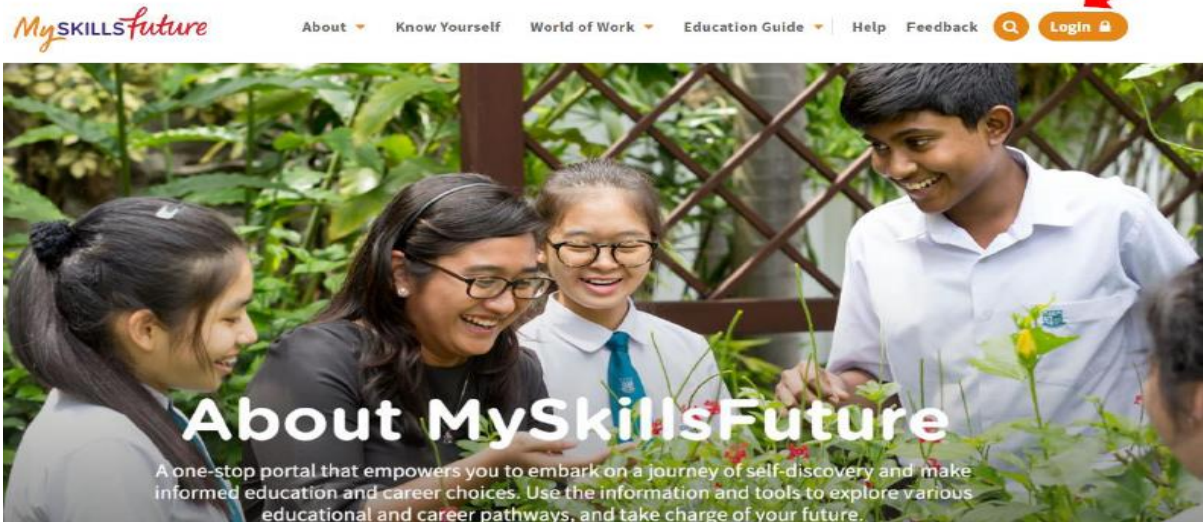 MySKILLSfuture
About Know Yourself World of Work Education Guide Help Feedback Login
About MySkillsFuture
A one-stop portal that empowers you to embark on a journey of self-discovery and make
informed education and career choices. Use the information and tools to explore various
educational and career pathways, and take charge of your future.